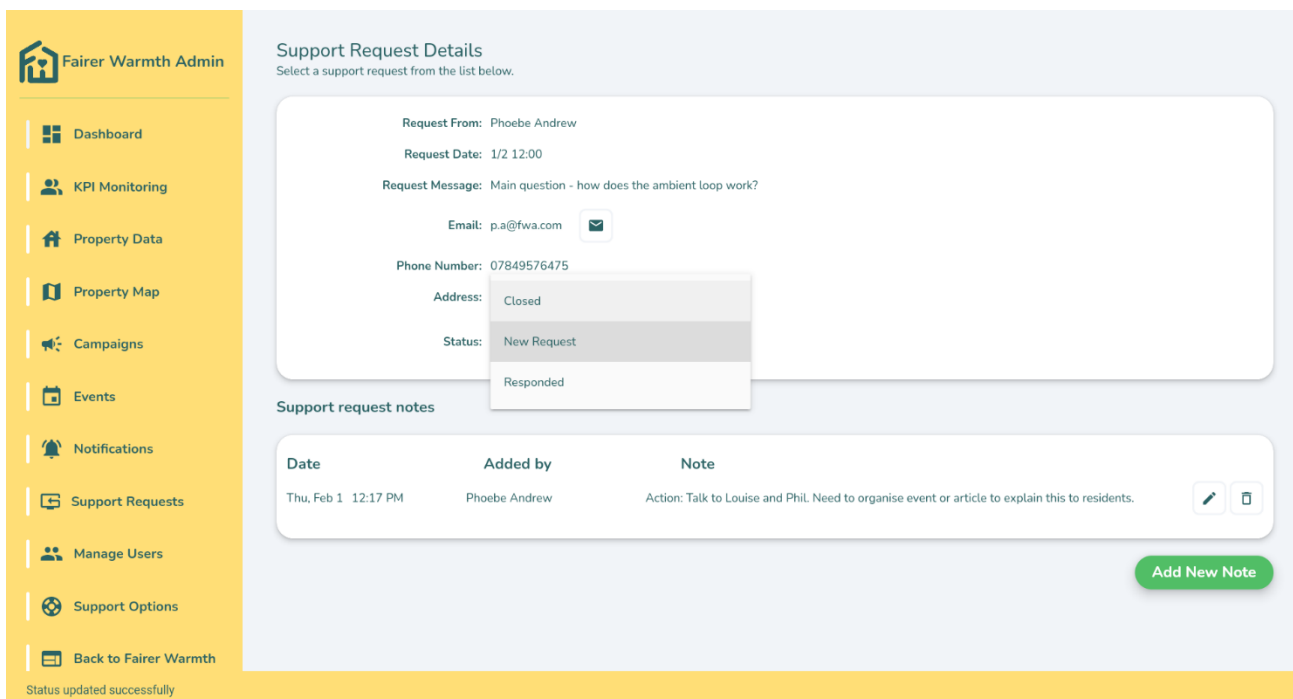 Fairer Warmth Admin
Dashboard
KPI Monitoring
Property Data
Property Map
Campaigns
Events
Notifications
Support Requests
Manage Users
Support Options
Back to Fairer Warmth
Support Request Details
Select a support request from the list below.
Request From: Phoebe Andrew
Request Date: 1/2 12:00
Request Message: Main question - how does the ambient loop work?
Email: p.a@fwa.com
Phone Number: 07849576475
Address:
Closed
Status: New Request
Responded
Support request notes
Date Added by Note
Thu, Feb 1 12:17 PM Phoebe Andrew Action: Talk to Louise and Phil. Need to organise event or article to explain this to residents.
Add New Note
Status updated successfully